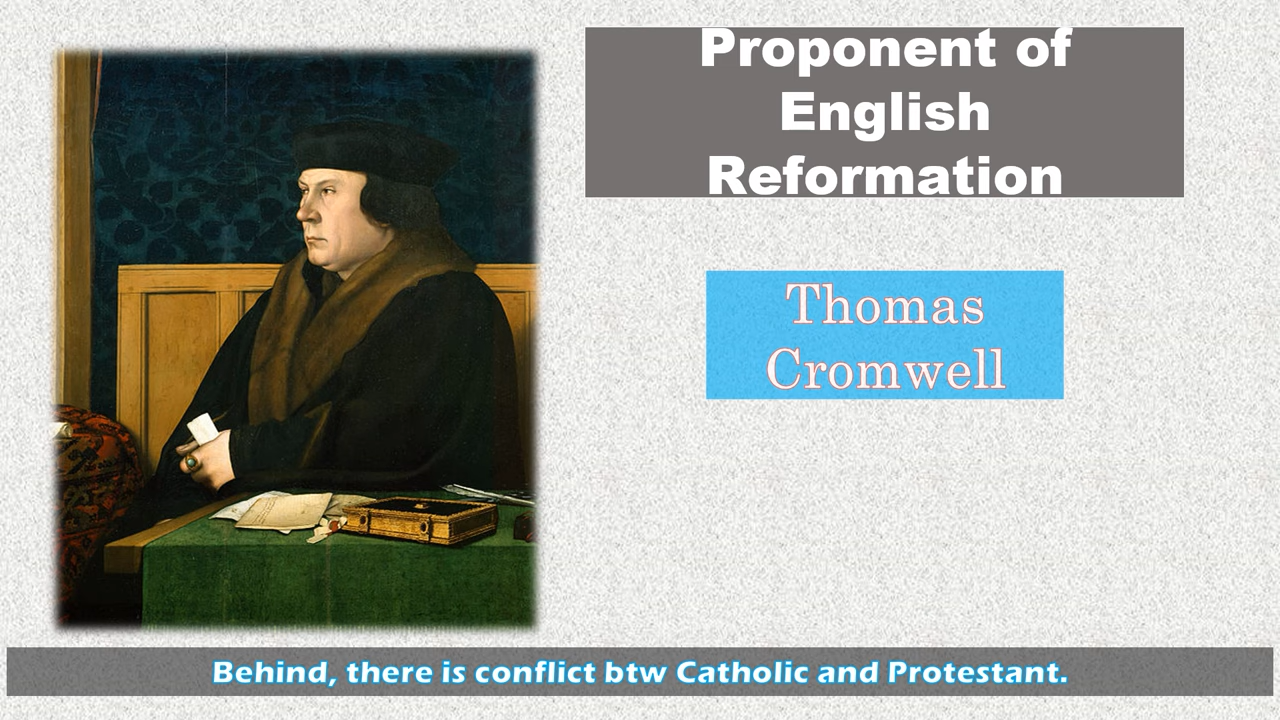 Proponent of
English
Reformation
Thomas
Cromwell
Behind, there is conflict btw Catholic and Protestant.